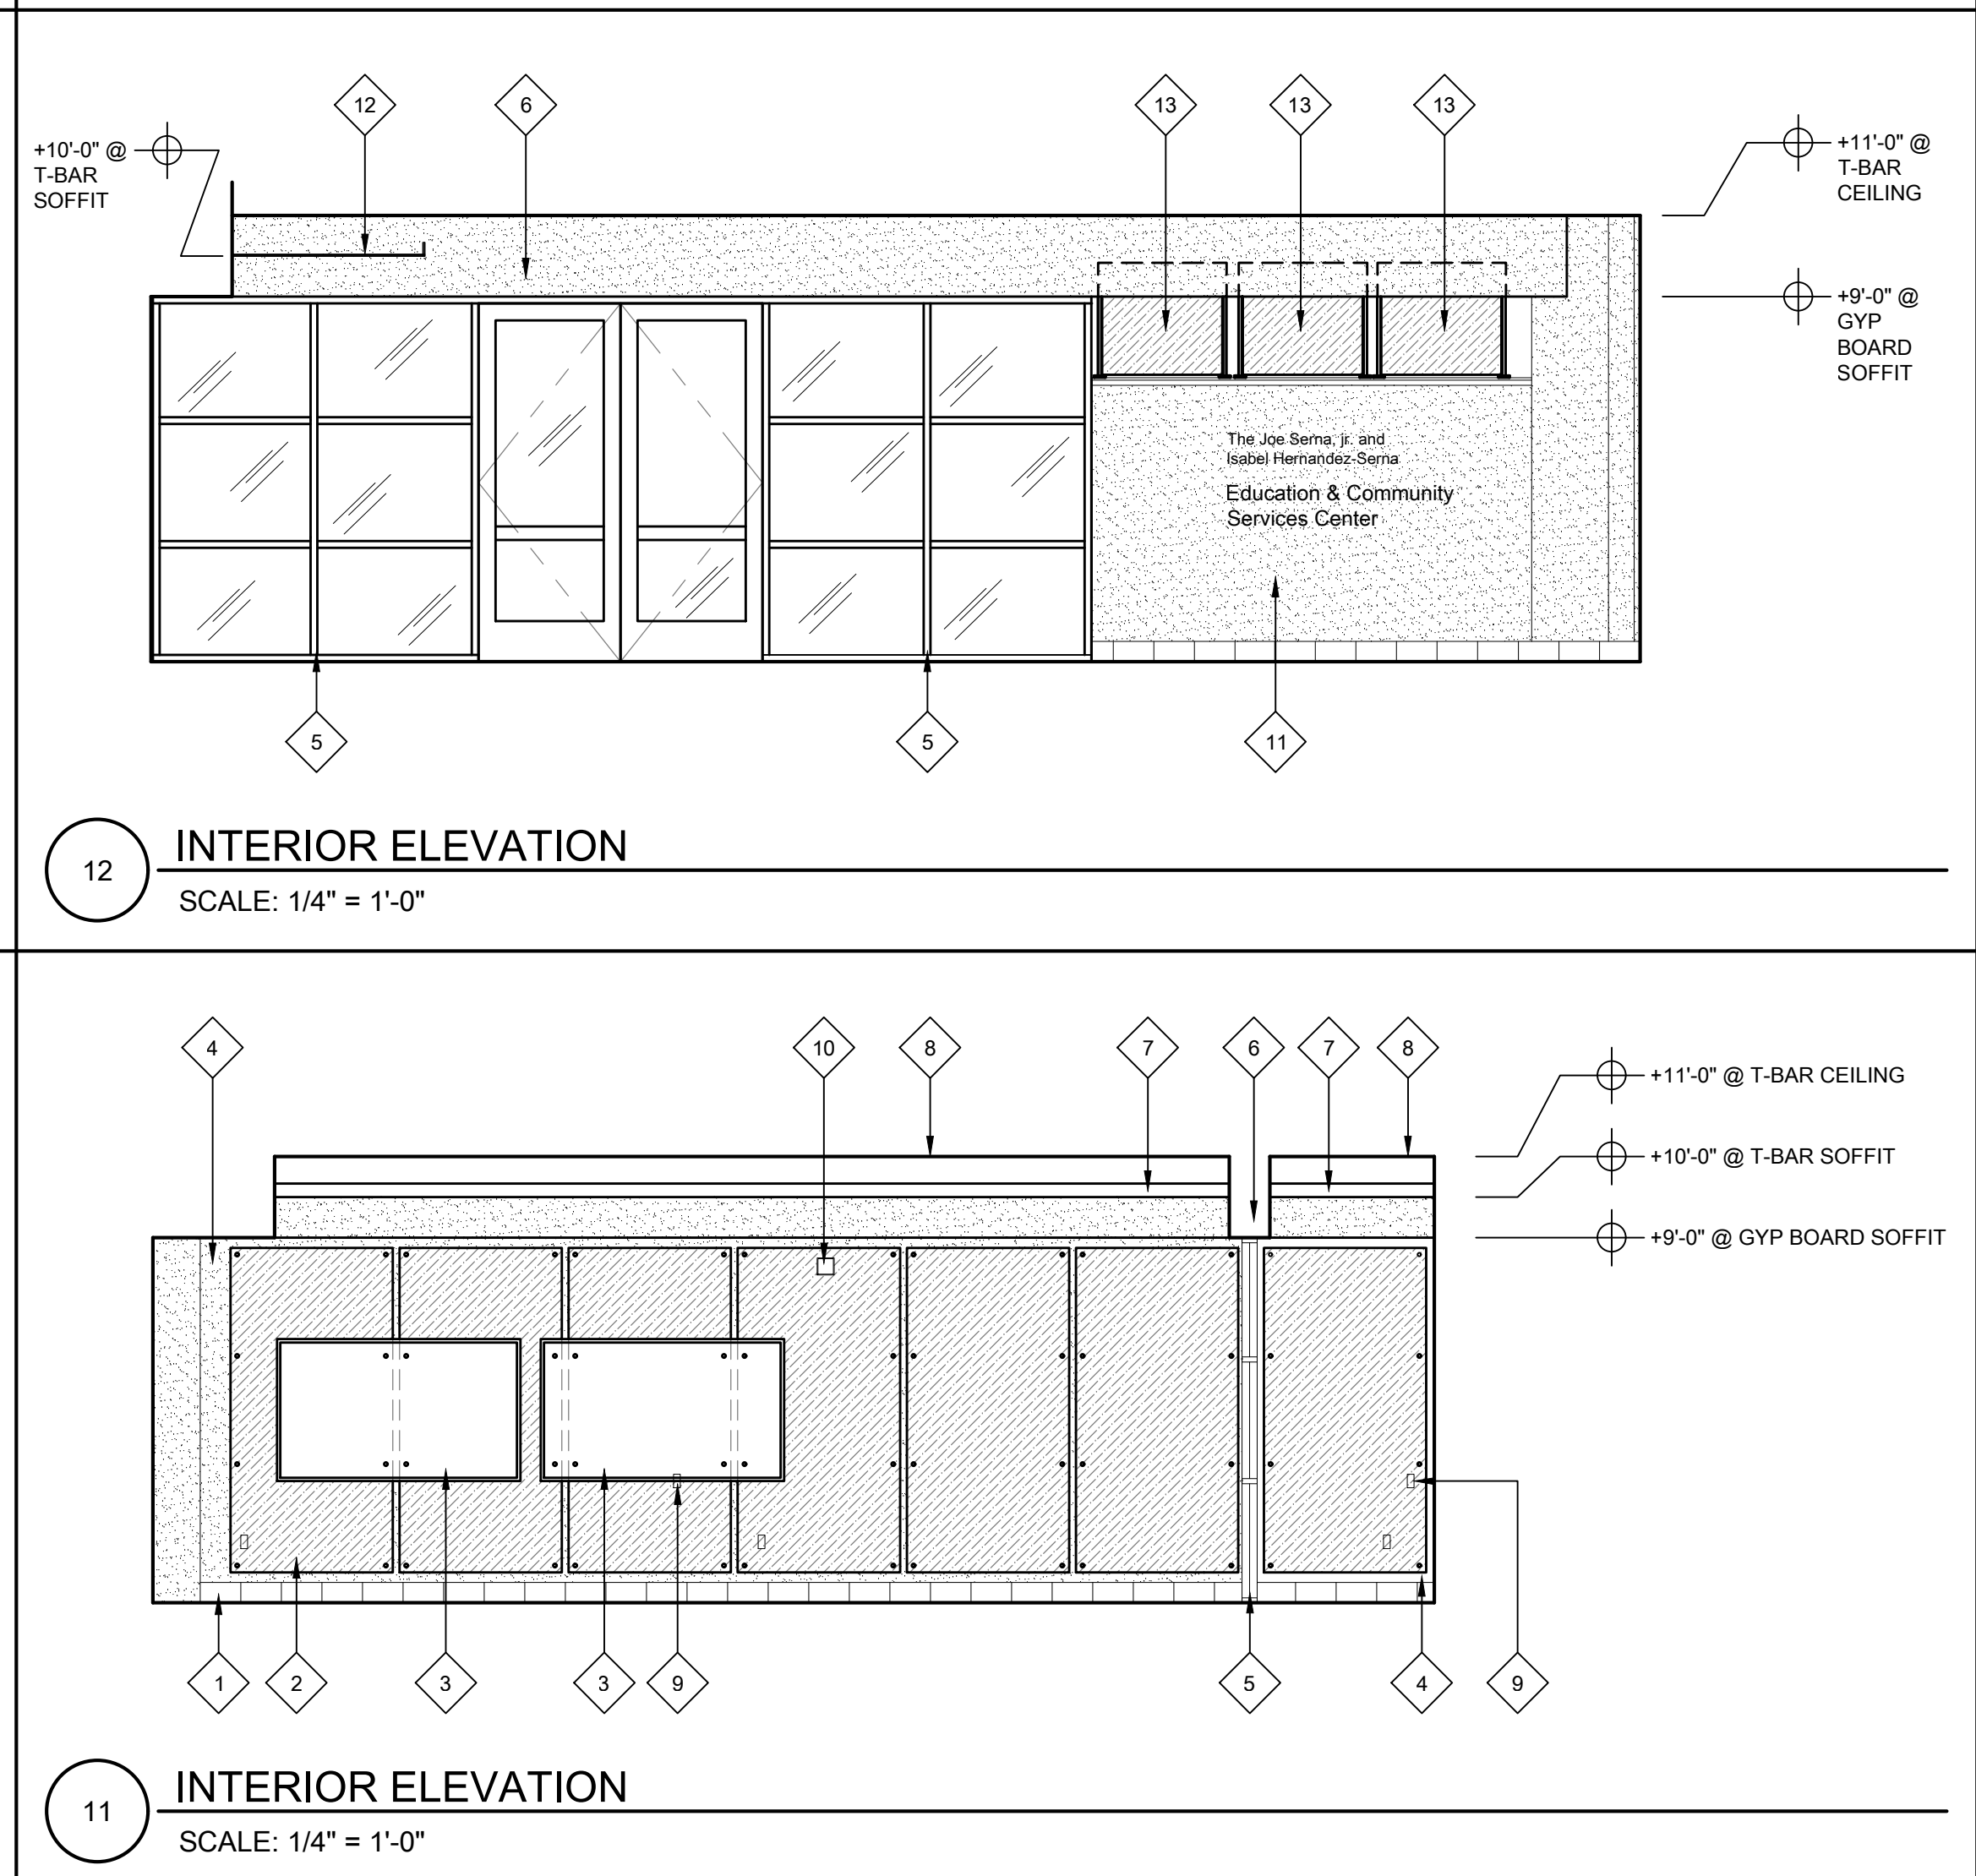 12
6
13
13
13
+10'-0" @
T-BAR
SOFFIT
+11'-0" @
T-BAR
CEILING
+9'-0" @
GYP
BOARD
SOFFIT
The Joe Serna, jr. and
Isabel Hernandez-Serna
Education & Community
Services Center
5
5
11
12
INTERIOR ELEVATION
SCALE: 1/4" = 1'-0"
4
10
8
7
6
7
8
+11'-0" @ T-BAR CEILING
+10'-0" @ T-BAR SOFFIT
+9'-0" @ GYP BOARD SOFFIT
1
2
3
3
9
5
4
9
11
INTERIOR ELEVATION
SCALE: 1/4" = 1'-0"